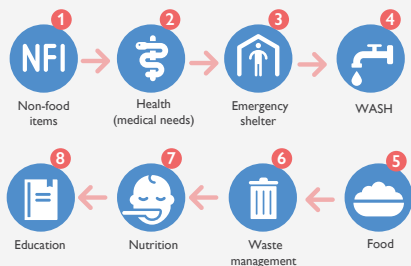 1
NFI
Non-food
items
2
Health
(medical needs)
3
Emergency
shelter
4
WASH
5
Food
6
Waste
management
7
Nutrition
8
Education